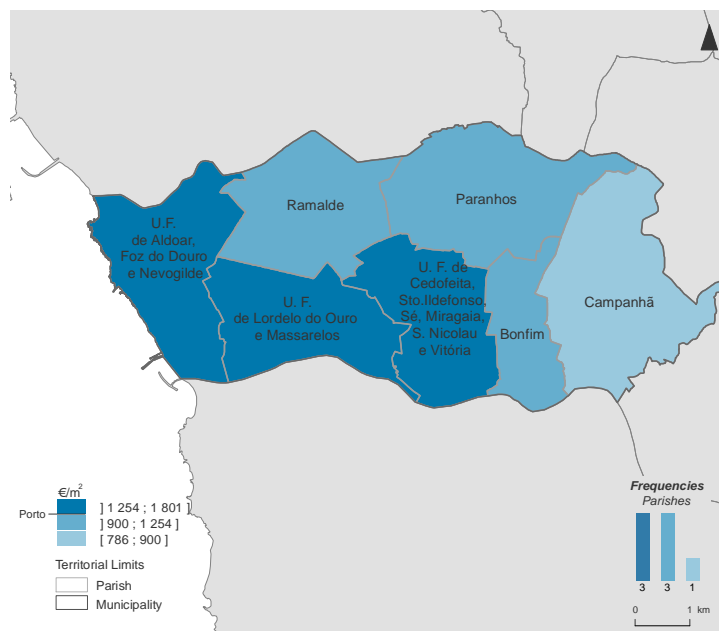 Ramalde
Paranhos
U.F.
de Aldoar,
Foz do Douro
e Nevogilde
U. F.
de Lordelo do Ouro
e Massarelos
U. F. de
Cedofeita,
Sto.Ildefonso,
Sé, Miragaia,
S. Nicolau
e Vitória
Bonfim
Campanhã
€/m²
Porto
] 1 254 ; 1 801 ]
] 900 ; 1 254 ]
[ 786 ; 900 ]
Territorial Limits
Parish
Municipality
Frequencies
Parishes
3 3 1
0 1 km